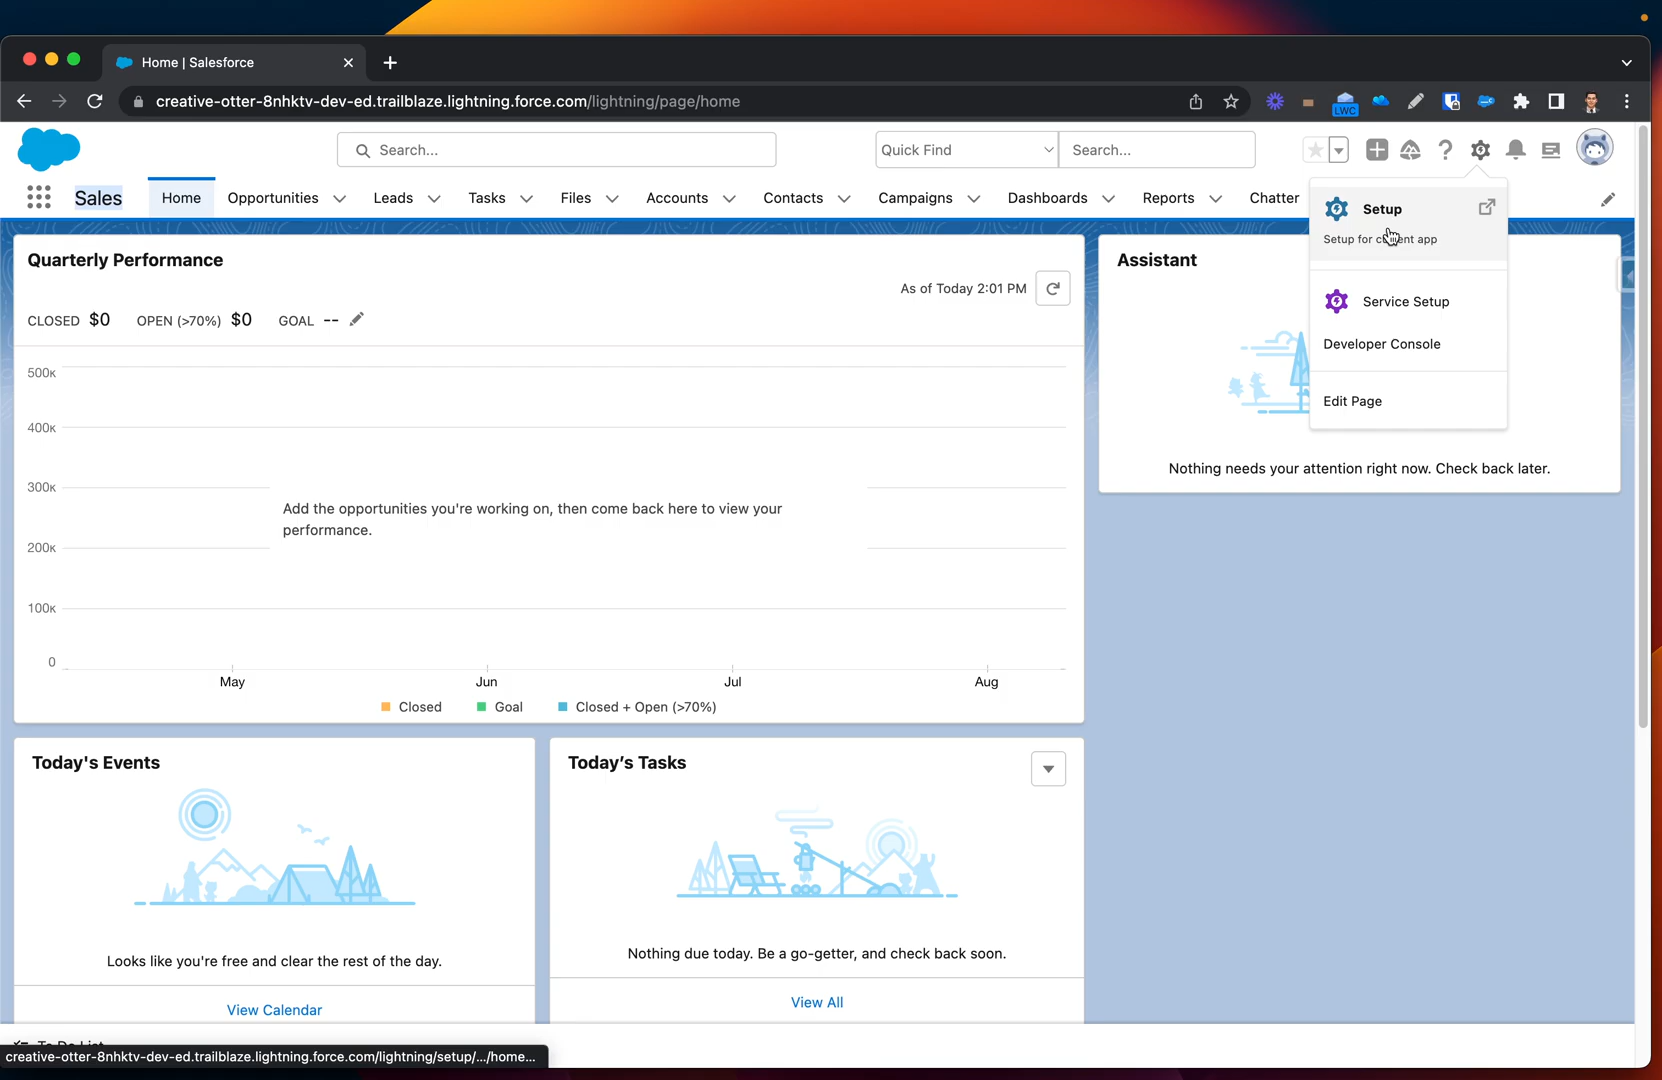 Home | Salesforce
creative-otter-8nhktv-dev-ed.trailblaze.lightning.force.com/lightning/page/home
LWC
Search...
Quick Find
Search...
Sales
Home
Opportunities
Leads
Tasks
Files
Accounts
Contacts
Campaigns
Dashboards
Reports
Chatter
Setup
Setup for current app
Service Setup
Developer Console
Edit Page
Quarterly Performance
As of Today 2:01 PM
CLOSED $0 OPEN (>70%) $0 GOAL --
500K
400K
300K
200K
100K
0
Add the opportunities you're working on, then come back here to view your
performance.
May
Jun
Jul
Aug
Closed
Goal
Closed + Open (>70%)
Assistant
Nothing needs your attention right now. Check back later.
Today's Events
Looks like you're free and clear the rest of the day.
View Calendar
Today's Tasks
Nothing due today. Be a go-getter, and check back soon.
View All
To Do List
creative-otter-8nhktv-dev-ed.trailblaze.lightning.force.com/lightning/setup/.../home...